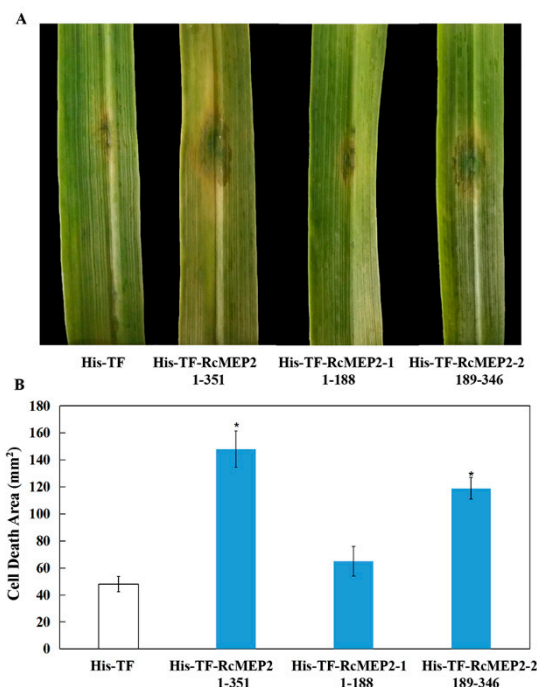 A
His-TF His-TF-RcMEP2 His-TF-RcMEP2-1 His-TF-RcMEP2-2
1-351 1-188 189-346
B
Cell Death Area (mm²)
180
160
140
120
100
80
60
40
20
0
*
*
His-TF His-TF-RcMEP2 His-TF-RcMEP2-1 His-TF-RcMEP2-2
1-351 1-188 189-346